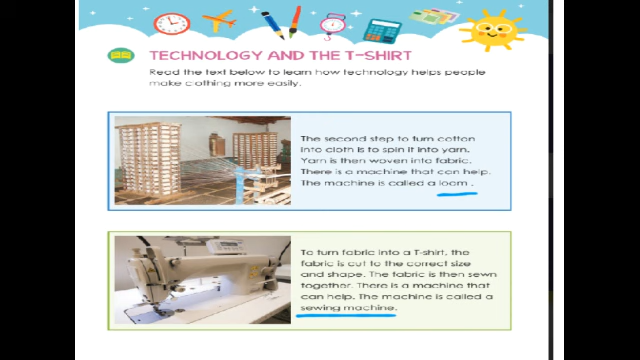 TECHNOLOGY AND THE T-SHIRT
Read the text below to learn how technology helps people
make clothing more easily.
The second step to turn cotton
into cloth is to spin it into yarn.
Yarn is then woven into fabric.
There is a machine that can help.
The machine is called a loom .
To turn fabric into a T-shirt, the
fabric is cut to the correct size
and shape. The fabric is then sewn
together. There is a machine that
can help. The machine is called a
sewing machine.